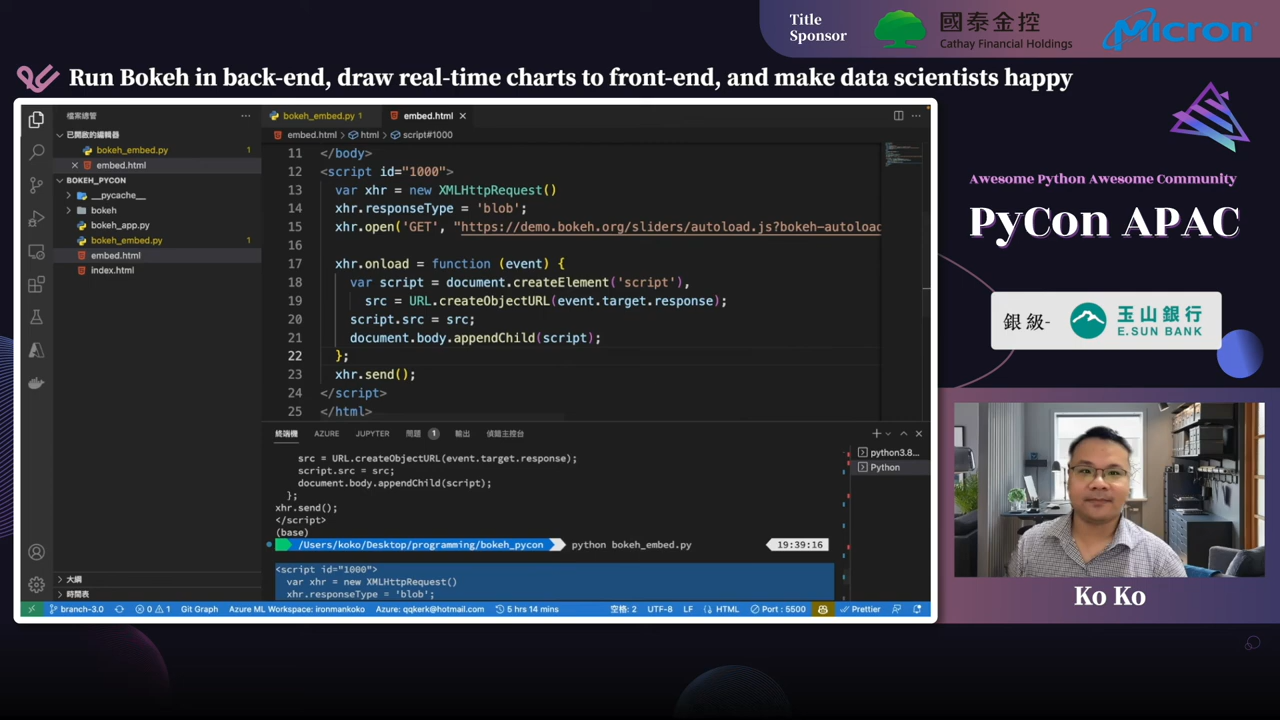 Title
Sponsor
國泰金控
Cathay Financial Holdings
Micron
Run Bokeh in back-end, draw real-time charts to front-end, and make data scientists happy
檔案總管
已開啟的編輯器
bokeh_embed.py 1
embed.html
BOKEH_PYCON
__pycache__
bokeh
bokeh_app.py
bokeh_embed.py 1
embed.html
index.html
大綱
時間表
bokeh_embed.py 1
embed.html
embed.html > html > script#1000
11 </body>
12 <script id="1000">
13 var xhr = new XMLHttpRequest()
14 xhr.responseType = 'blob';
15 xhr.open('GET', "https://demo.bokeh.org/sliders/autoload.js?bokeh-autoload
16
17 xhr.onload = function (event) {
18 var script = document.createElement('script'),
19 src = URL.createObjectURL(event.target.response);
20 script.src = src;
21 document.body.appendChild(script);
22 };
23 xhr.send();
24 </script>
25 </html>
終端機 AZURE JUPYTER 問題 1 輸出 偵錯主控台
src = URL.createObjectURL(event.target.response);
script.src = src;
document.body.appendChild(script);
};
xhr.send();
</script>
(base)
/Users/koko/Desktop/programming/bokeh_pycon python bokeh_embed.py 19:39:16
<script id="1000">
var xhr = new XMLHttpRequest()
xhr.responseType = 'blob';
python3.8...
Python
branch-3.0 0 1 Git Graph Azure ML Workspace: ironmankoko Azure: qqkerk@hotmail.com 5 hrs 14 mins 空格: 2 UTF-8 LF HTML Port : 5500 Prettier
Awesome Python Awesome Community
PyCon APAC
銀級-
玉山銀行
E.SUN BANK
Ko Ko